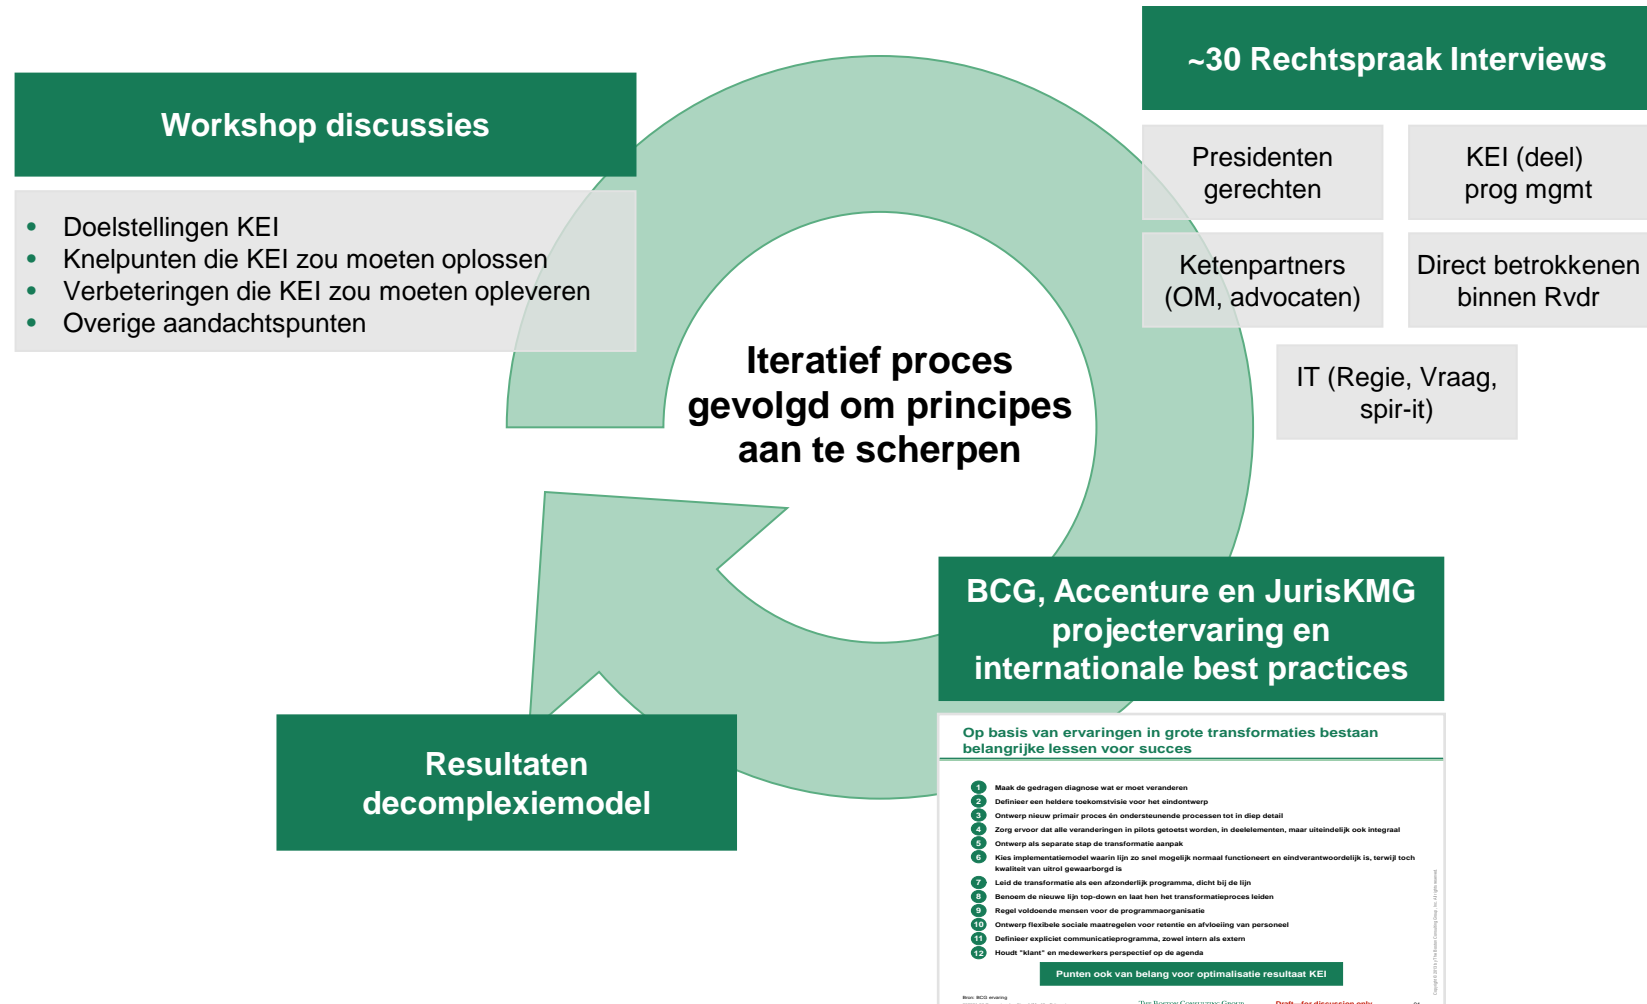 Workshop discussies
• Doelstellingen KEI
• Knelpunten die KEI zou moeten oplossen
• Verbeteringen die KEI zou moeten opleveren
• Overige aandachtspunten
~30 Rechtspraak Interviews
Presidenten
gerechten
KEI (deel)
prog mgmt
Ketenpartners
(OM, advocaten)
Direct betrokkenen
binnen Rvdr
IT (Regie, Vraag,
spir-it)
Iteratief proces
gevolgd om principes
aan te scherpen
BCG, Accenture en JurisKMG
projectervaring en
internationale best practices
Resultaten
decomplexiemodel
Op basis van ervaringen in grote transformaties bestaan
belangrijke lessen voor succes
1 Maak de gedragen diagnose wat er moet veranderen
2 Definieer een heldere toekomstvisie voor het eindontwerp
3 Ontwerp nieuw primair proces én ondersteunende processen tot in diep detail
4 Zorg ervoor dat alle veranderingen in pilots getoetst worden, in deelelementen, maar uiteindelijk ook integraal
5 Ontwerp als separate stap de transformatie aanpak
6 Kies implementatiemodel waarin lijn zo snel mogelijk normaal functioneert en eindverantwoordelijk is, terwijl toch
kwaliteit van uitrol gewaarborgd is
7 Leid de transformatie als een afzonderlijk programma, dicht bij de lijn
8 Benoem de nieuwe lijn top-down en laat hen het transformatieproces leiden
9 Regel voldoende mensen voor de programmaorganisatie
10 Ontwerp flexibele sociale maatregelen voor retentie en afvloeiing van personeel
11 Definieer expliciet communicatieprogramma, zowel intern als extern
12 Houdt "klant" en medewerkers perspectief op de agenda
Punten ook van belang voor optimalisatie resultaat KEI
Bron: BCG ervaring
THE BOSTON CONSULTING GROUP
Draft—for discussion only